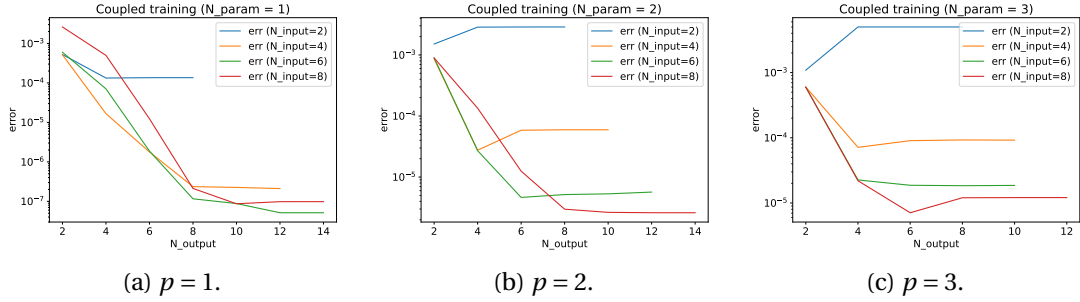 Coupled training (N_param = 1)
err (N_input=2)
err (N_input=4)
err (N_input=6)
err (N_input=8)
error
10⁻³
10⁻⁴
10⁻⁵
10⁻⁶
10⁻⁷
2 4 6 8 10 12 14
N_output
(a) p = 1.
Coupled training (N_param = 2)
err (N_input=2)
err (N_input=4)
err (N_input=6)
err (N_input=8)
error
10⁻³
10⁻⁴
10⁻⁵
2 4 6 8 10 12 14
N_output
(b) p = 2.
Coupled training (N_param = 3)
err (N_input=2)
err (N_input=4)
err (N_input=6)
err (N_input=8)
error
10⁻³
10⁻⁴
10⁻⁵
2 4 6 8 10 12
N_output
(c) p = 3.